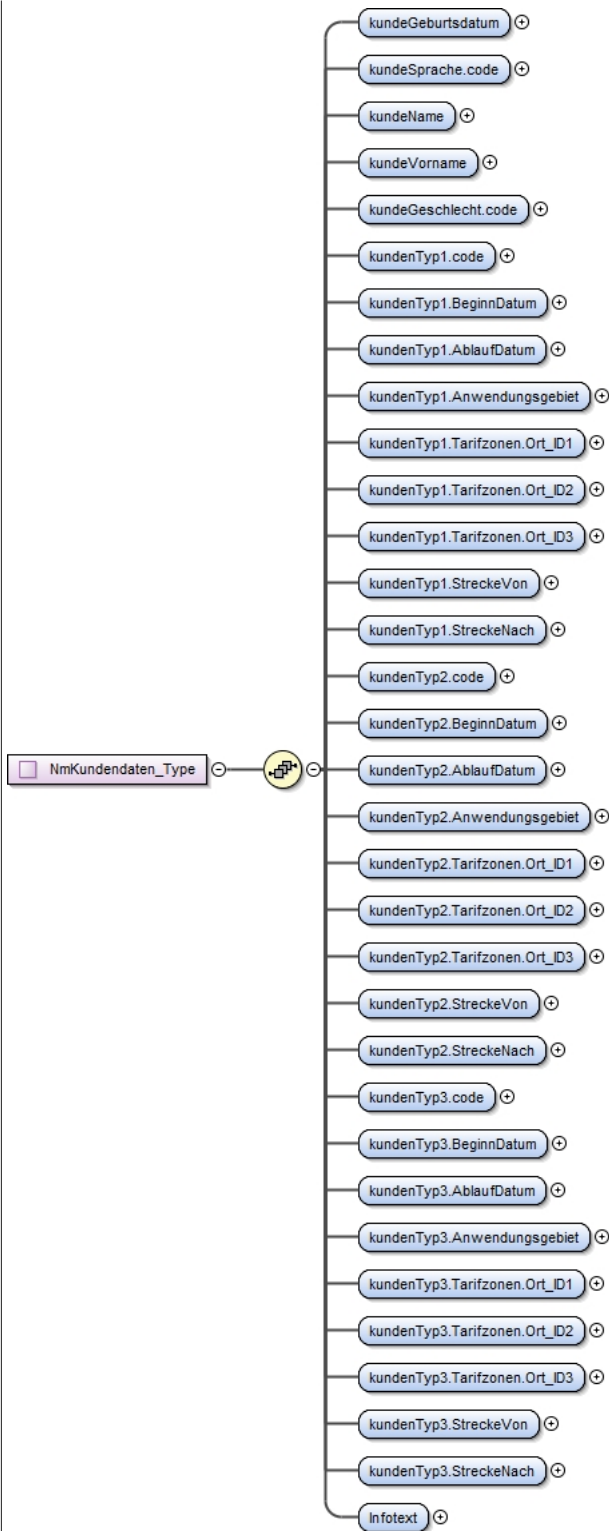 kundeGeburtsdatum
kundeSprache.code
kundeName
kundeVorname
kundeGeschlecht.code
kundenTyp1.code
kundenTyp1.BeginnDatum
kundenTyp1.AblaufDatum
kundenTyp1.Anwendungsgebiet
kundenTyp1.Tarifzonen.Ort_ID1
kundenTyp1.Tarifzonen.Ort_ID2
kundenTyp1.Tarifzonen.Ort_ID3
kundenTyp1.StreckeVon
kundenTyp1.StreckeNach
kundenTyp2.code
kundenTyp2.BeginnDatum
NmKundendaten_Type
kundenTyp2.AblaufDatum
kundenTyp2.Anwendungsgebiet
kundenTyp2.Tarifzonen.Ort_ID1
kundenTyp2.Tarifzonen.Ort_ID2
kundenTyp2.Tarifzonen.Ort_ID3
kundenTyp2.StreckeVon
kundenTyp2.StreckeNach
kundenTyp3.code
kundenTyp3.BeginnDatum
kundenTyp3.AblaufDatum
kundenTyp3.Anwendungsgebiet
kundenTyp3.Tarifzonen.Ort_ID1
kundenTyp3.Tarifzonen.Ort_ID2
kundenTyp3.Tarifzonen.Ort_ID3
kundenTyp3.StreckeVon
kundenTyp3.StreckeNach
Infotext